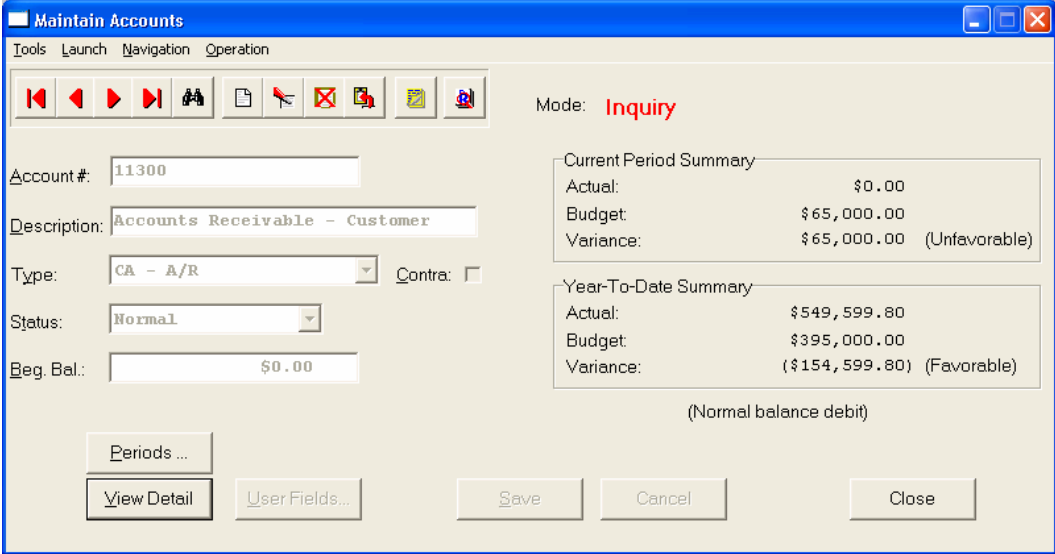 Maintain Accounts
Tools Launch Navigation Operation
Mode: Inquiry
Account #: 11300
Description: Accounts Receivable - Customer
Type: CA - A/R Contra:
Status: Normal
Beg. Bal.: $0.00
Current Period Summary
Actual: $0.00
Budget: $65,000.00
Variance: $65,000.00 (Unfavorable)
Year-To-Date Summary
Actual: $549,599.80
Budget: $395,000.00
Variance: ($154,599.80) (Favorable)
(Normal balance debit)
Periods ...
View Detail User Fields... Save Cancel Close